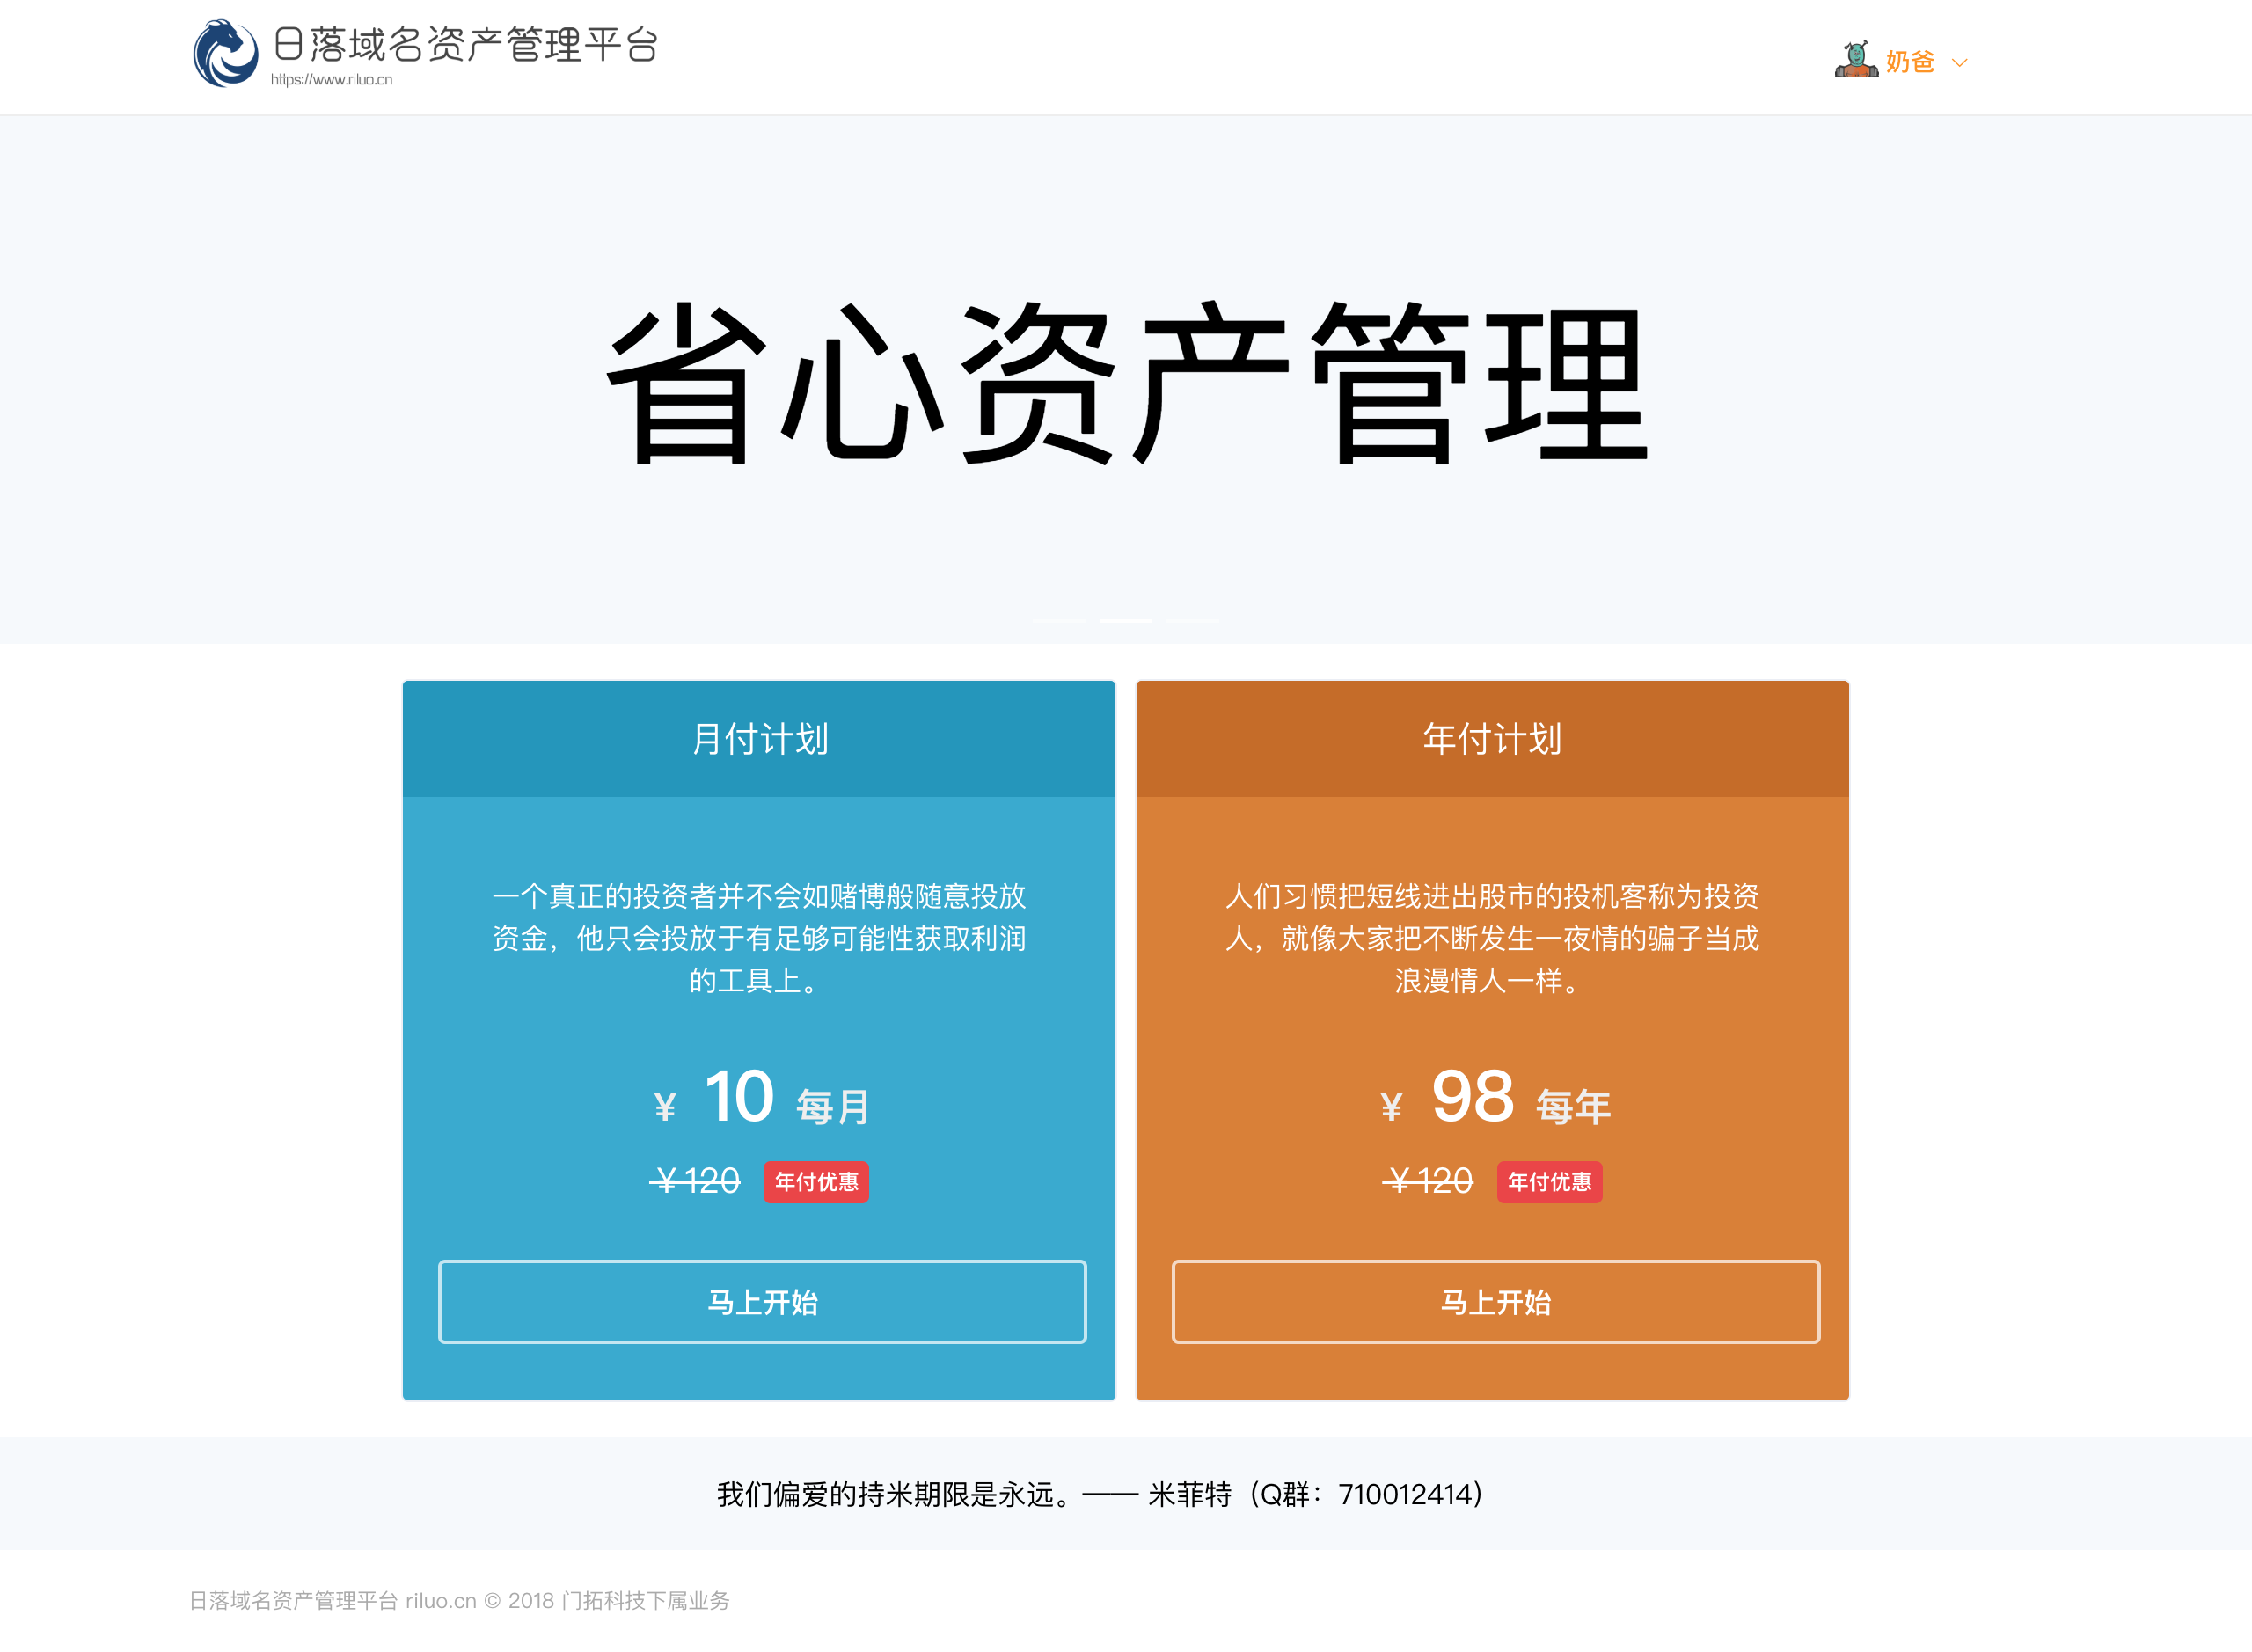 日落域名资产管理平台
https://www.riluo.cn
奶爸
省心资产管理
月付计划
一个真正的投资者并不会如赌博般随意投放
资金，他只会投放于有足够可能性获取利润
的工具上。
¥ 10 每月
¥120 年付优惠
马上开始
年付计划
人们习惯把短线进出股市的投机客称为投资
人，就像大家把不断发生一夜情的骗子当成
浪漫情人一样。
¥ 98 每年
¥120 年付优惠
马上开始
我们偏爱的持米期限是永远。—— 米菲特（Q群：710012414）
日落域名资产管理平台 riluo.cn © 2018 门拓科技下属业务